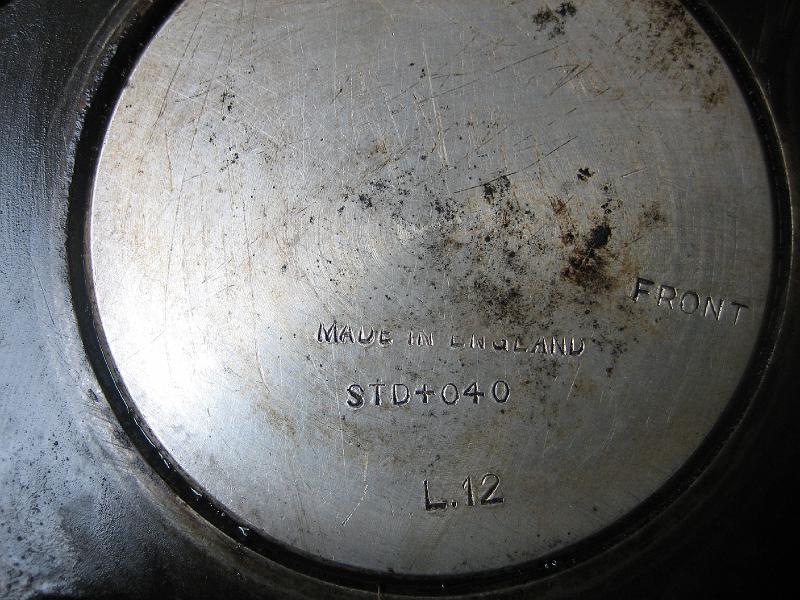 FRONT
MADE IN ENGLAND
STD+040
L.12